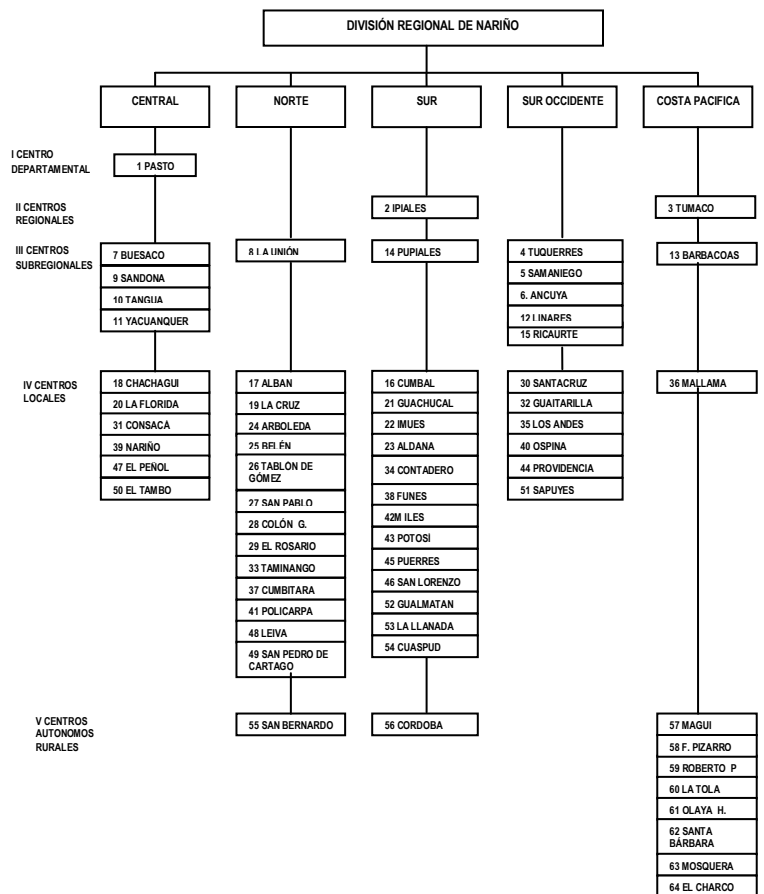 DIVISIÓN REGIONAL DE NARIÑO
CENTRAL
NORTE
SUR
SUR OCCIDENTE
COSTA PACIFICA
I CENTRO
DEPARTAMENTAL
1 PASTO
II CENTROS
REGIONALES
2 IPIALES
3 TUMACO
III CENTROS
SUBREGIONALES
7 BUESACO
9 SANDONA
10 TANGUA
11 YACUANQUER
8 LA UNIÓN
14 PUPIALES
4 TUQUERRES
5 SAMANIEGO
6. ANCUYA
12 LINARES
15 RICAURTE
13 BARBACOAS
IV CENTROS
LOCALES
18 CHACHAGUI
20 LA FLORIDA
31 CONSACÁ
39 NARIÑO
47 EL PEÑOL
50 EL TAMBO
17 ALBAN
19 LA CRUZ
24 ARBOLEDA
25 BELÉN
26 TABLÓN DE
GÓMEZ
27 SAN PABLO
28 COLÓN G.
29 EL ROSARIO
33 TAMINANGO
37 CUMBITARA
41 POLICARPA
48 LEIVA
49 SAN PEDRO DE
CARTAGO
16 CUMBAL
21 GUACHUCAL
22 IMUES
23 ALDANA
34 CONTADERO
38 FUNES
42M ILES
43 POTOSÍ
45 PUERRES
46 SAN LORENZO
52 GUALMATAN
53 LA LLANADA
54 CUASPUD
30 SANTACRUZ
32 GUAITARILLA
35 LOS ANDES
40 OSPINA
44 PROVIDENCIA
51 SAPUYES
36 MALLAMA
V CENTROS
AUTONOMOS
RURALES
55 SAN BERNARDO
56 CORDOBA
57 MAGUI
58 F. PIZARRO
59 ROBERTO P
60 LA TOLA
61 OLAYA H.
62 SANTA
BÁRBARA
63 MOSQUERA
64 EL CHARCO